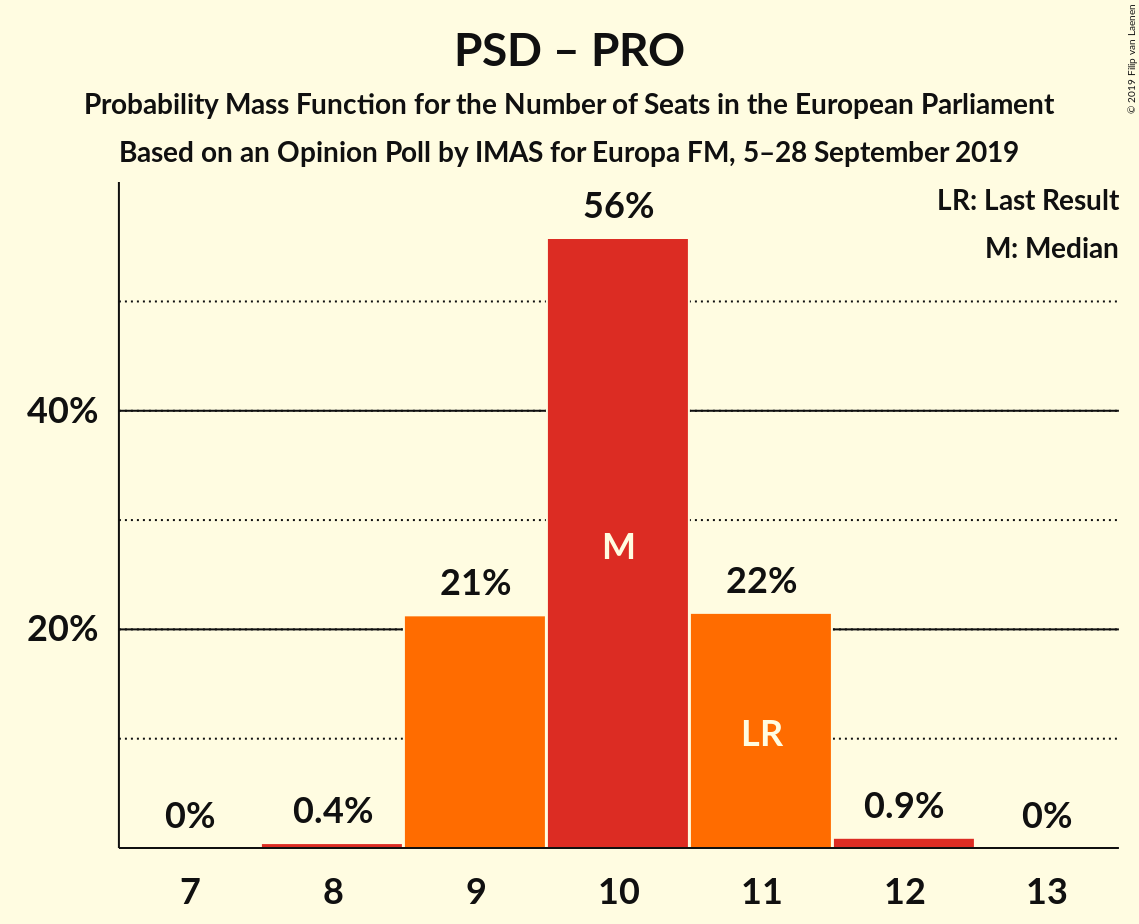 PSD – PRO
Probability Mass Function for the Number of Seats in the European Parliament
Based on an Opinion Poll by IMAS for Europa FM, 5–28 September 2019
© 2019 Filip van Laenen
LR: Last Result
M: Median
56%
40%
M
21%
22%
20%
LR
0%
0.4%
0.9%
0%
7
8
9
10
11
12
13